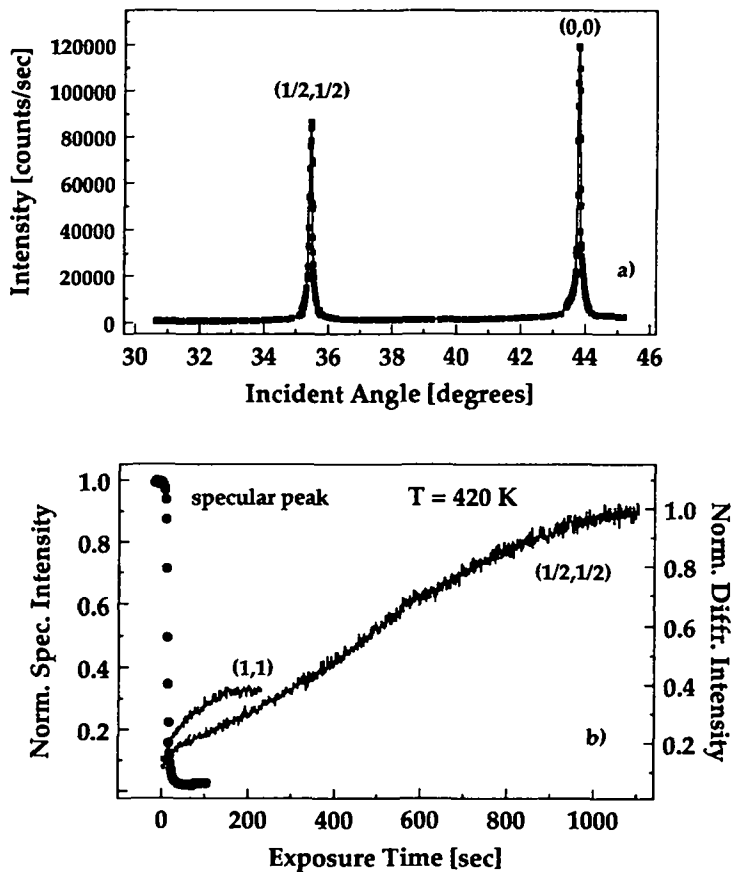 (0,0)
120000
(1/2,1/2)
100000
80000
60000
40000
20000
0
Intensity [counts/sec]
a)
30 32 34 36 38 40 42 44 46
Incident Angle [degrees]
1.0 specular peak T = 420 K 1.0
0.8 (1/2,1/2) 0.8
0.6 0.6
0.4 (1,1) 0.4
0.2 b) 0.2
Norm. Spec. Intensity
Norm. Diffr. Intensity
0 200 400 600 800 1000
Exposure Time [sec]